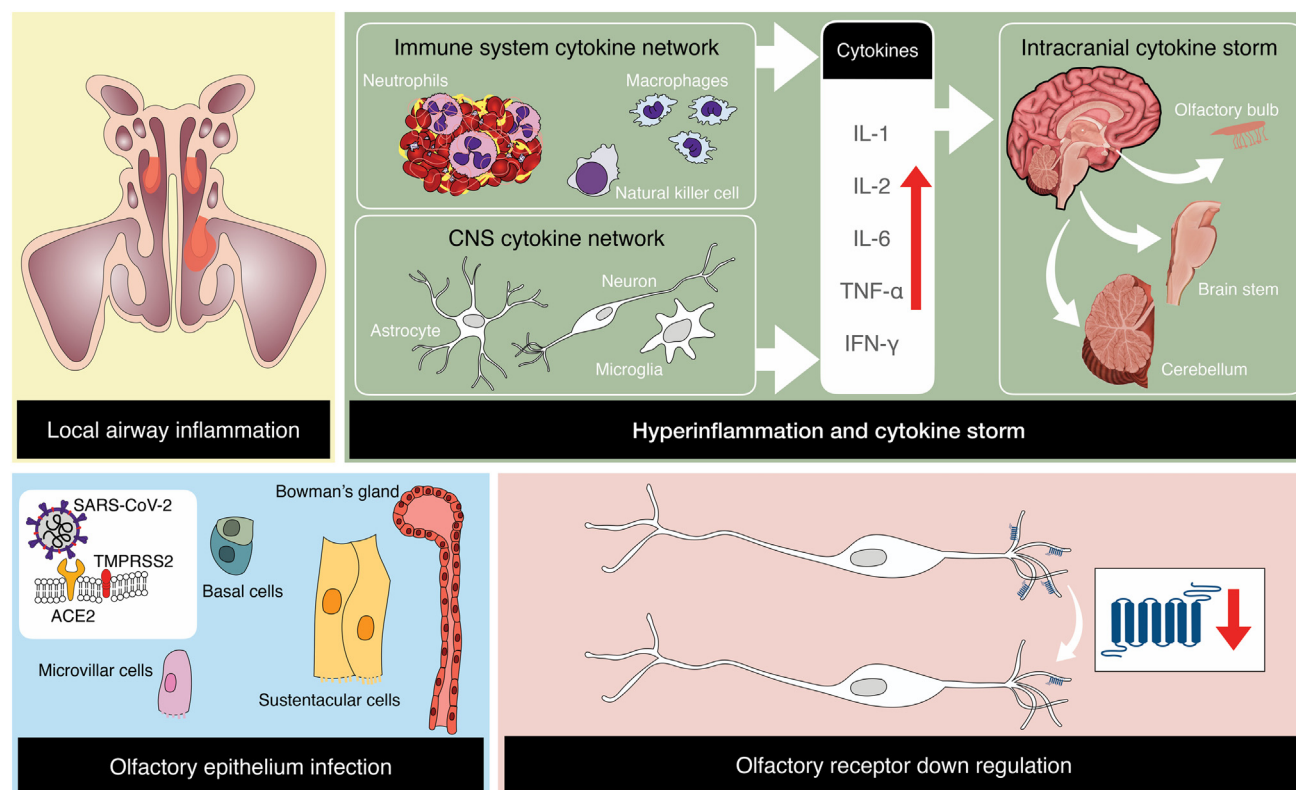 Immune system cytokine network
Neutrophils
Macrophages
Natural killer cell
CNS cytokine network
Neuron
Astrocyte
Microglia
Cytokines
IL-1
IL-2
IL-6
TNF-α
IFN-γ
Intracranial cytokine storm
Olfactory bulb
Brain stem
Cerebellum
Local airway inflammation
Hyperinflammation and cytokine storm
SARS-CoV-2
TMPRSS2
ACE2
Basal cells
Bowman’s gland
Microvillar cells
Sustentacular cells
Olfactory epithelium infection
Olfactory receptor down regulation